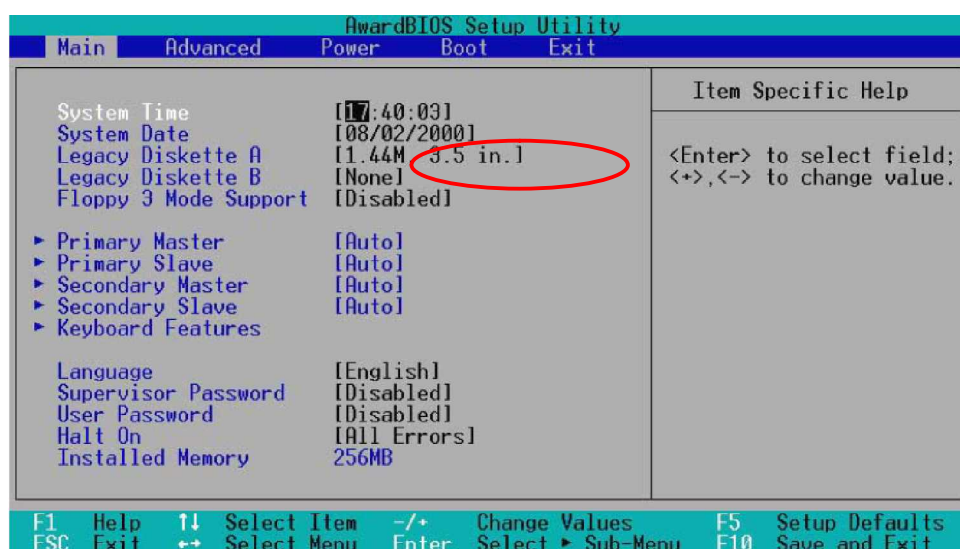 AwardBIOS Setup Utility
Main Advanced Power Boot Exit
System Time [17:40:03]
System Date [08/02/2000]
Legacy Diskette A [1.44M 3.5 in.]
Legacy Diskette B [None]
Floppy 3 Mode Support [Disabled]
► Primary Master [Auto]
► Primary Slave [Auto]
► Secondary Master [Auto]
► Secondary Slave [Auto]
► Keyboard Features
Language [English]
Supervisor Password [Disabled]
User Password [Disabled]
Halt On [All Errors]
Installed Memory 256MB
Item Specific Help
<Enter> to select field;
<+>,<-> to change value.
F1 Help ↑↓ Select Item -/+ Change Values F5 Setup Defaults
ESC Exit ↔ Select Menu Enter Select ► Sub-Menu F10 Save and Exit